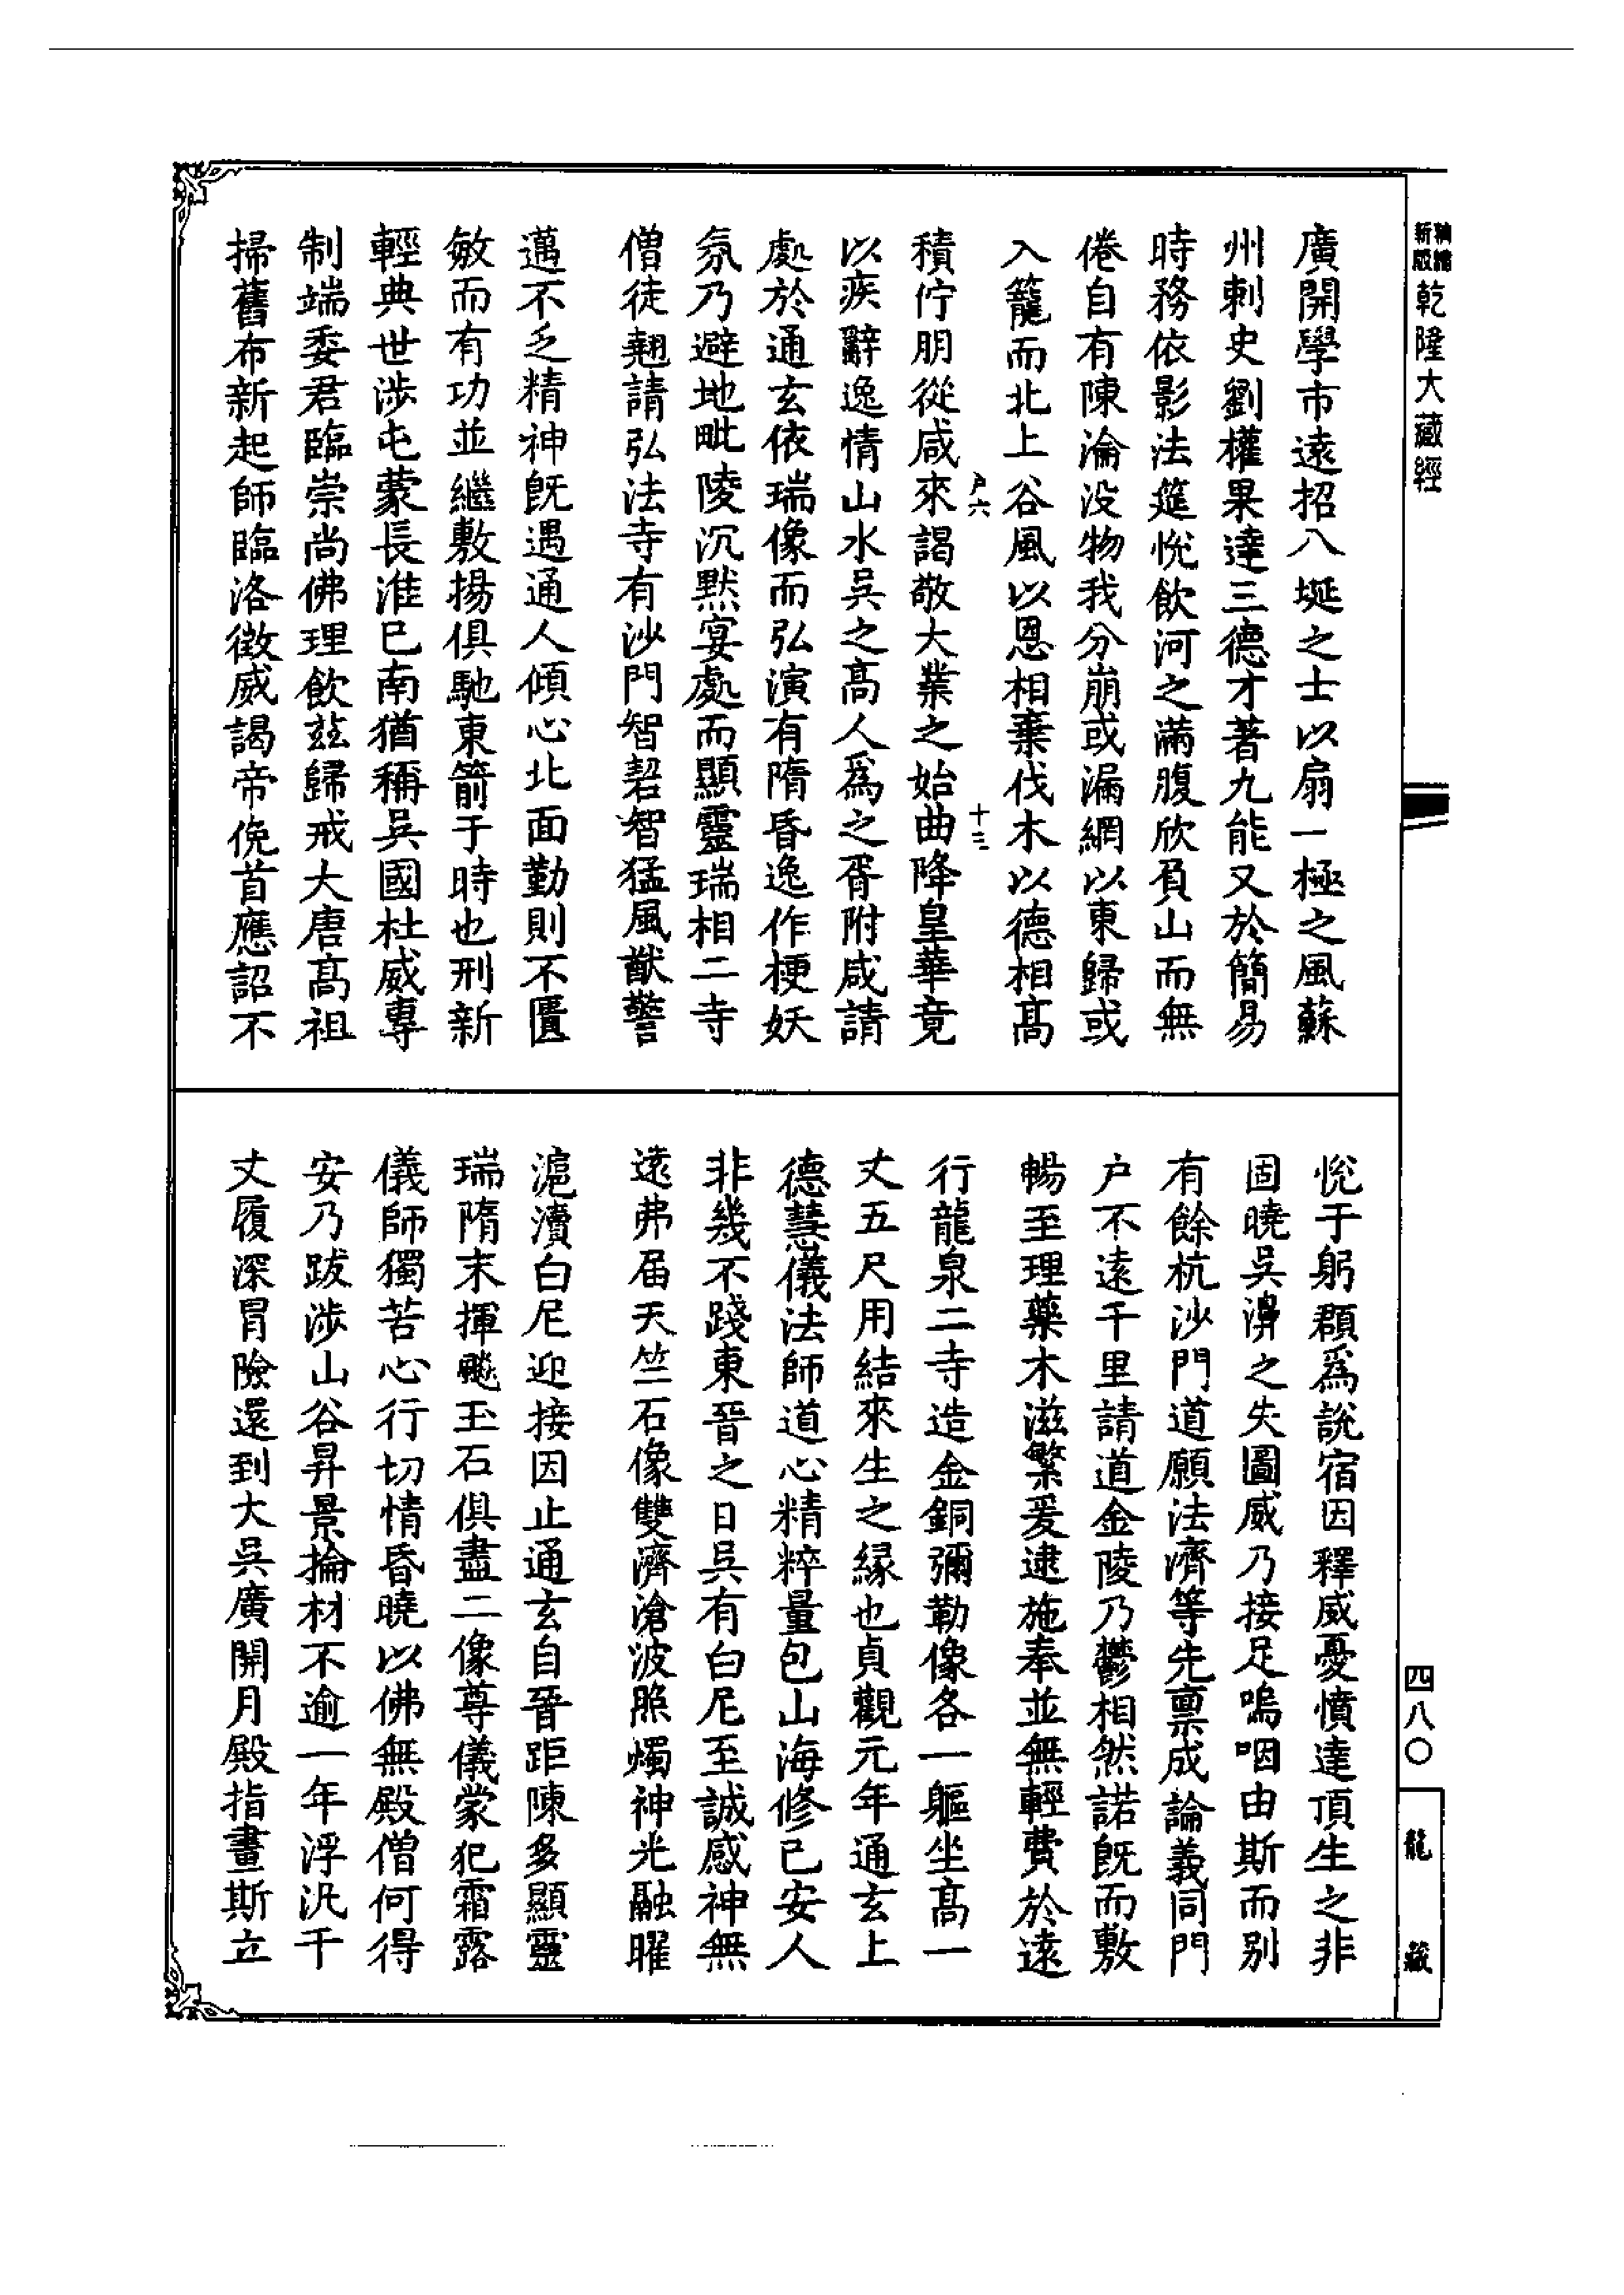 精縮新版乾隆大藏經
廣開學市遠招八埏之士以扇一極之風蘇
州刺史劉權果達三德才著九能又於簡易
時務依影法筵悅飲河之滿腹欣負山而無
倦自有陳淪没物我分崩或漏網以東歸或
入籠而北上谷風以恩相棄伐木以德相高
戶六 十三
積佇朋從咸來謁敬大業之始曲降皇華竟
以疾辭逸情山水吳之高人爲之胥附咸請
處於通玄依瑞像而弘演有隋昏逸作梗妖
氛乃避地毗陵沉默宴處而顯靈瑞相二寺
僧徒翹請弘法寺有沙門智㓞智猛風猷警
邁不乏精神旣遇通人傾心北面勤則不匱
敏而有功並繼敷揚俱馳東箭于時也刑新
輕典世涉屯蒙長淮已南猶稱吳國杜威專
制端委君臨崇尚佛理飲茲歸戒大唐高祖
掃舊布新起師臨洛徵威謁帝俛首應詔不
悅于躬顧爲說宿因釋威憂憤達頂生之非
固曉吳濞之失圖威乃接足嗚咽由斯而别
有餘杭沙門道願法濟等先禀成論義同門
户不遠千里請道金陵乃鬱相然諾旣而敷
暢至理藥木滋繁爰逮施奉並無輕費於遠
行龍泉二寺造金銅彌勒像各一軀坐高一
丈五尺用結來生之緣也貞觀元年通玄上
德慧儀法師道心精粹量包山海修已安人
非幾不踐東晉之日吳有白尼至誠感神無
遠弗届天竺石像雙濟滄波照燭神光融曜
滬瀆白尼迎接因止通玄自晉距陳多顯靈
瑞隋末揮飈玉石俱盡二像尊儀蒙犯霜露
儀師獨苦心行切情昏曉以佛無殿僧何得
安乃跋涉山谷昇景掄材不逾一年浮汎千
丈履深冒險還到大吳廣開月殿指畫斯立
四八〇
龍藏